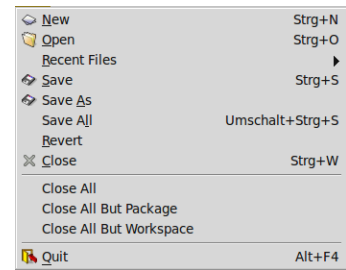 New Strg+N
Open Strg+O
Recent Files
Save Strg+S
Save As
Save All Umschalt+Strg+S
Revert
Close Strg+W
Close All
Close All But Package
Close All But Workspace
Quit Alt+F4